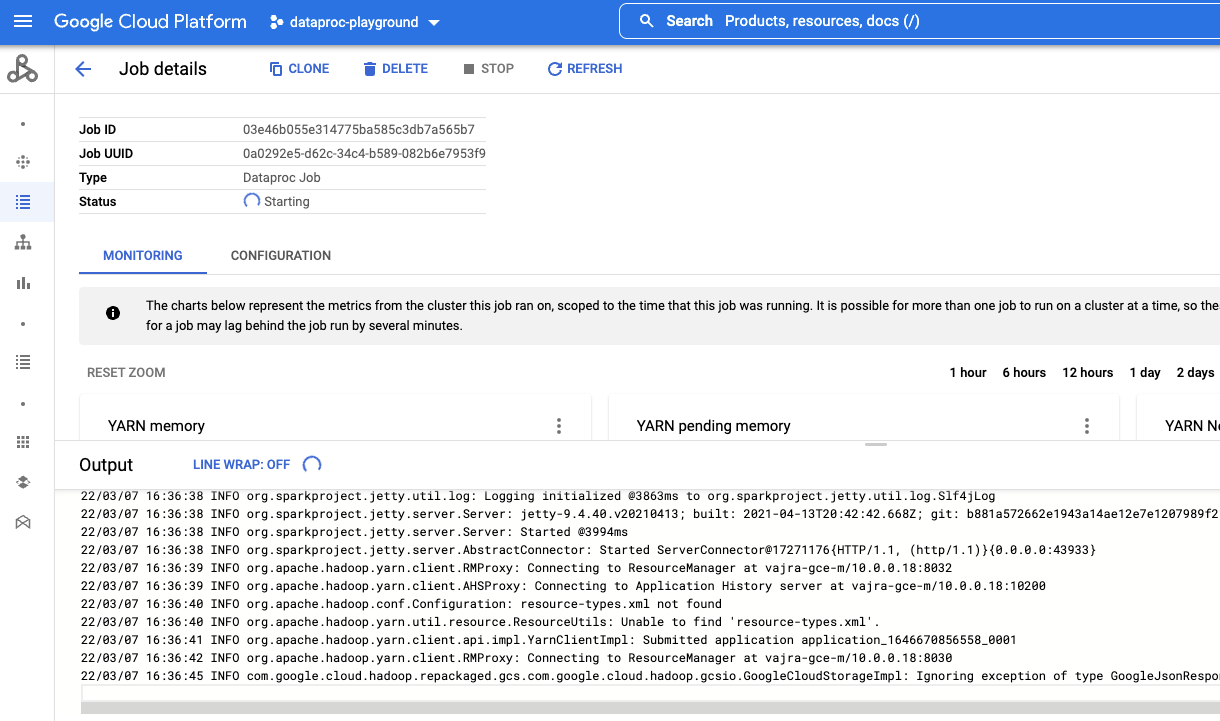 Google Cloud Platform dataproc-playground Search Products, resources, docs (/)
Job details CLONE DELETE STOP REFRESH
Job ID 03e46b055e314775ba585c3db7a565b7
Job UUID 0a0292e5-d62c-34c4-b589-082b6e7953f9
Type Dataproc Job
Status Starting
MONITORING CONFIGURATION
The charts below represent the metrics from the cluster this job ran on, scoped to the time that this job was running. It is possible for more than one job to run on a cluster at a time, so the
for a job may lag behind the job run by several minutes.
RESET ZOOM 1 hour 6 hours 12 hours 1 day 2 days
YARN memory YARN pending memory YARN N
Output LINE WRAP: OFF
22/03/07 16:36:38 INFO org.sparkproject.jetty.util.log: Logging initialized @3863ms to org.sparkproject.jetty.util.log.Slf4jLog
22/03/07 16:36:38 INFO org.sparkproject.jetty.server.Server: jetty-9.4.40.v20210413; built: 2021-04-13T20:42:42.668Z; git: b881a572662e1943a14ae12e7e1207989f2
22/03/07 16:36:38 INFO org.sparkproject.jetty.server.Server: Started @3994ms
22/03/07 16:36:38 INFO org.sparkproject.jetty.server.AbstractConnector: Started ServerConnector@17271176{HTTP/1.1, (http/1.1)}{0.0.0.0:43933}
22/03/07 16:36:39 INFO org.apache.hadoop.yarn.client.RMProxy: Connecting to ResourceManager at vajra-gce-m/10.0.0.18:8032
22/03/07 16:36:39 INFO org.apache.hadoop.yarn.client.AHSProxy: Connecting to Application History server at vajra-gce-m/10.0.0.18:10200
22/03/07 16:36:40 INFO org.apache.hadoop.conf.Configuration: resource-types.xml not found
22/03/07 16:36:40 INFO org.apache.hadoop.yarn.util.resource.ResourceUtils: Unable to find 'resource-types.xml'.
22/03/07 16:36:41 INFO org.apache.hadoop.yarn.client.api.impl.YarnClientImpl: Submitted application application_1646670856558_0001
22/03/07 16:36:42 INFO org.apache.hadoop.yarn.client.RMProxy: Connecting to ResourceManager at vajra-gce-m/10.0.0.18:8030
22/03/07 16:36:45 INFO com.google.cloud.hadoop.repackaged.gcs.com.google.cloud.hadoop.gcsio.GoogleCloudStorageImpl: Ignoring exception of type GoogleJsonRespo